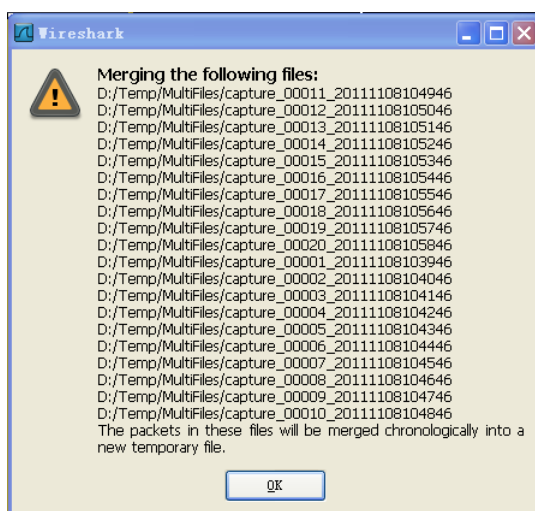 Wireshark
Merging the following files:
D:/Temp/MultiFiles/capture_00011_20111108104946
D:/Temp/MultiFiles/capture_00012_20111108105046
D:/Temp/MultiFiles/capture_00013_20111108105146
D:/Temp/MultiFiles/capture_00014_20111108105246
D:/Temp/MultiFiles/capture_00015_20111108105346
D:/Temp/MultiFiles/capture_00016_20111108105446
D:/Temp/MultiFiles/capture_00017_20111108105546
D:/Temp/MultiFiles/capture_00018_20111108105646
D:/Temp/MultiFiles/capture_00019_20111108105746
D:/Temp/MultiFiles/capture_00020_20111108105846
D:/Temp/MultiFiles/capture_00001_20111108103946
D:/Temp/MultiFiles/capture_00002_20111108104046
D:/Temp/MultiFiles/capture_00003_20111108104146
D:/Temp/MultiFiles/capture_00004_20111108104246
D:/Temp/MultiFiles/capture_00005_20111108104346
D:/Temp/MultiFiles/capture_00006_20111108104446
D:/Temp/MultiFiles/capture_00007_20111108104546
D:/Temp/MultiFiles/capture_00008_20111108104646
D:/Temp/MultiFiles/capture_00009_20111108104746
D:/Temp/MultiFiles/capture_00010_20111108104846
The packets in these files will be merged chronologically into a
new temporary file.
OK